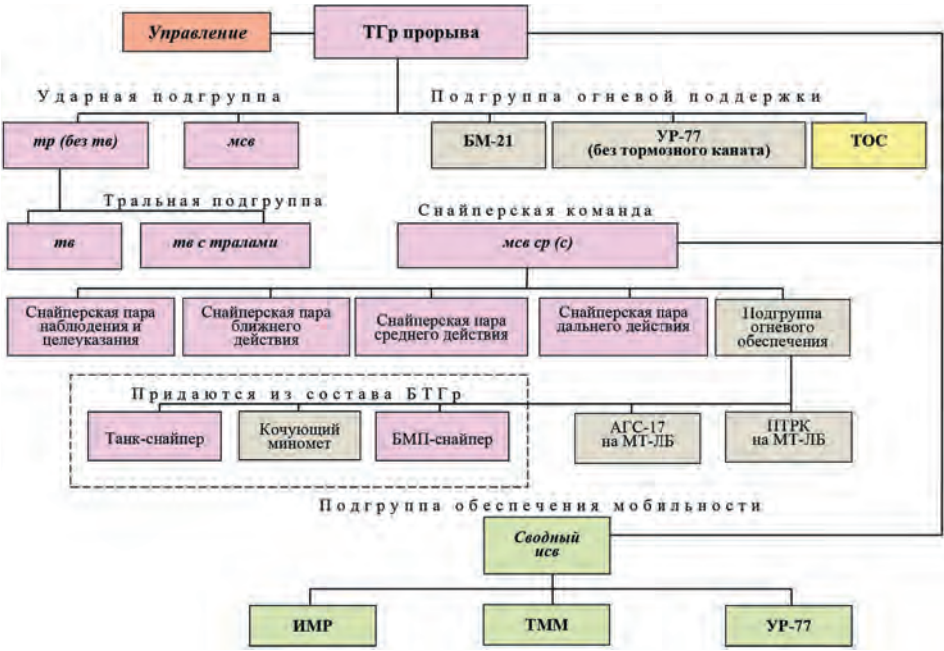 Управление
ТГр прорыва
Ударная подгруппа
Подгруппа огневой поддержки
тр (без тв)
мсв
БМ-21
УР-77
(без тормозного каната)
ТОС
Тральная подгруппа
Снайперская команда
тв
тв с тралами
мсв ср (с)
Снайперская пара
наблюдения и
целеуказания
Снайперская пара
ближнего
действия
Снайперская пара
среднего действия
Снайперская пара
дальнего действия
Подгруппа
огневого
обеспечения
Придаются из состава БТГр
Танк-снайпер
Кочующий
миномет
БМП-снайпер
АГС-17
на МТ-ЛБ
ПТРК
на МТ-ЛБ
Подгруппа обеспечения мобильности
Сводный
исв
ИМР
ТММ
УР-77